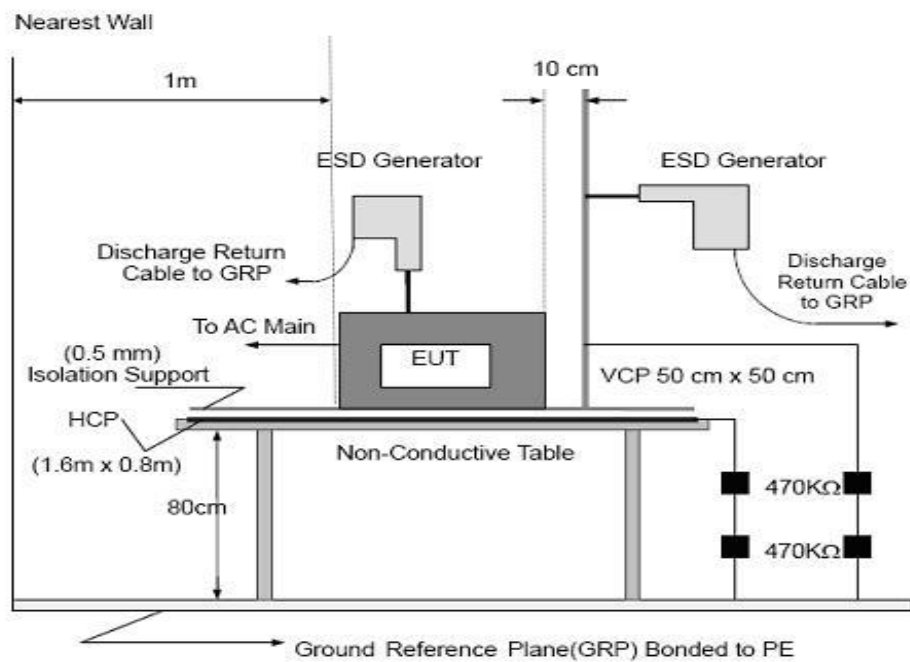 Nearest Wall
1m
10 cm
ESD Generator
ESD Generator
Discharge Return
Cable to GRP
Discharge
Return Cable
to GRP
To AC Main
EUT
(0.5 mm)
Isolation Support
VCP 50 cm x 50 cm
HCP
(1.6m x 0.8m)
Non-Conductive Table
80cm
470KΩ
470KΩ
Ground Reference Plane(GRP) Bonded to PE